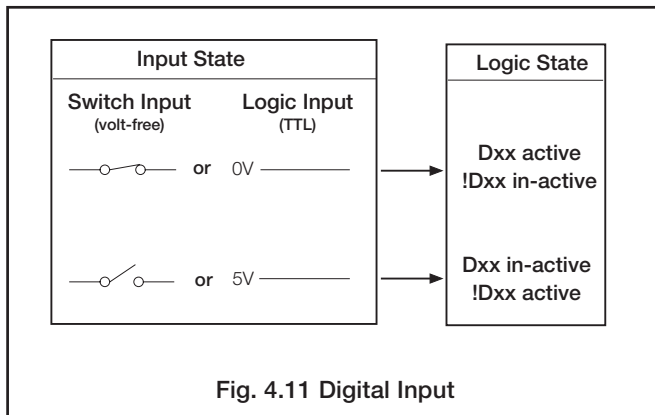 Input State
Switch Input
(volt-free)
Logic Input
(TTL)
or 0V
or 5V
Logic State
Dxx active
!Dxx in-active
Dxx in-active
!Dxx active
Fig. 4.11 Digital Input